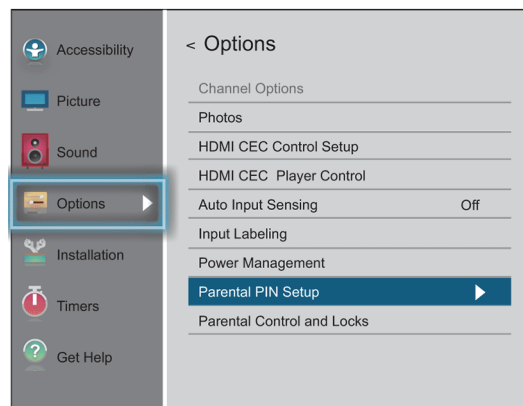 Accessibility
Picture
Sound
Options
Installation
Timers
Get Help
< Options
Channel Options
Photos
HDMI CEC Control Setup
HDMI CEC Player Control
Auto Input Sensing Off
Input Labeling
Power Management
Parental PIN Setup
Parental Control and Locks